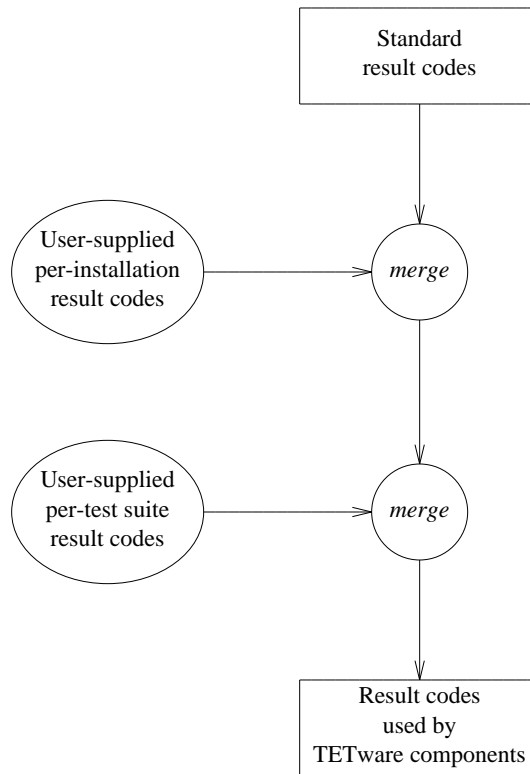 Standard
result codes
User-supplied
per-installation
result codes
merge
User-supplied
per-test suite
result codes
merge
Result codes
used by
TETware components